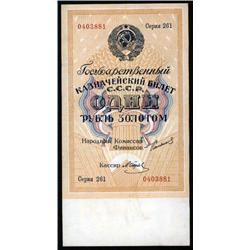 0403881 Серия 261
Государственный
КАЗНАЧЕЙСКИЙ БИЛЕТ
С.С.С.Р.
ОДИН
РУБЛЬ ЗОЛОТОМ
Народный Комиссар
Финансов
Кассир
Серия 261 0403881